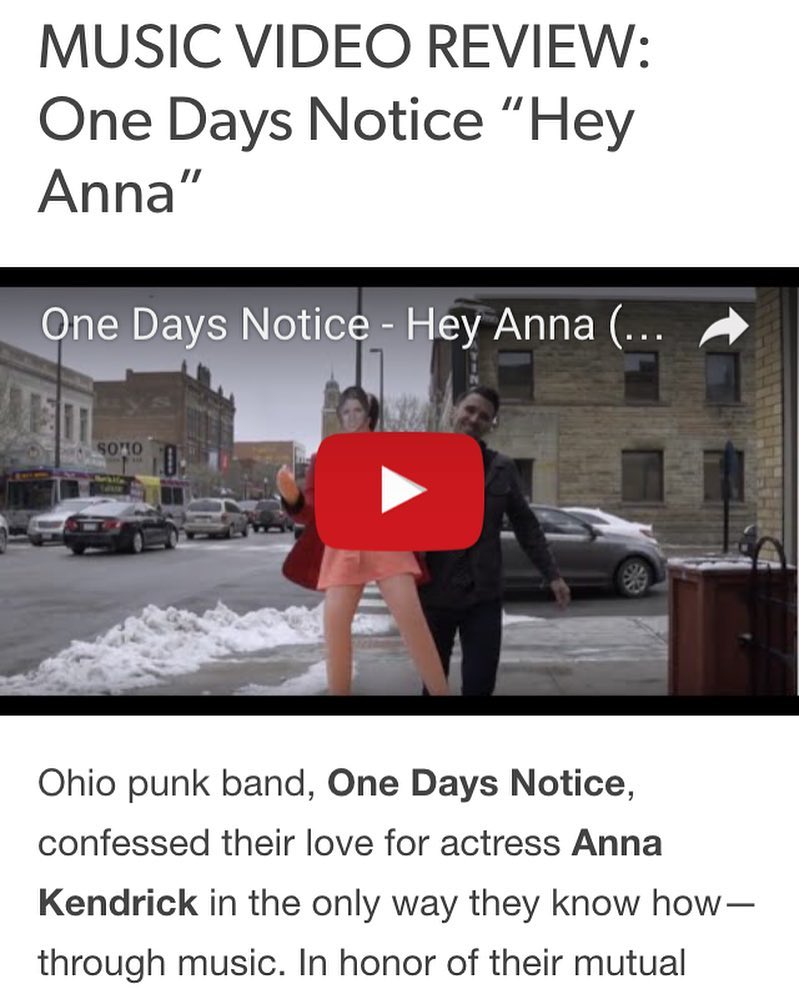 MUSIC VIDEO REVIEW:
One Days Notice “Hey
Anna”
One Days Notice - Hey Anna (...
SOHO
Ohio punk band, One Days Notice,
confessed their love for actress Anna
Kendrick in the only way they know how—
through music. In honor of their mutual